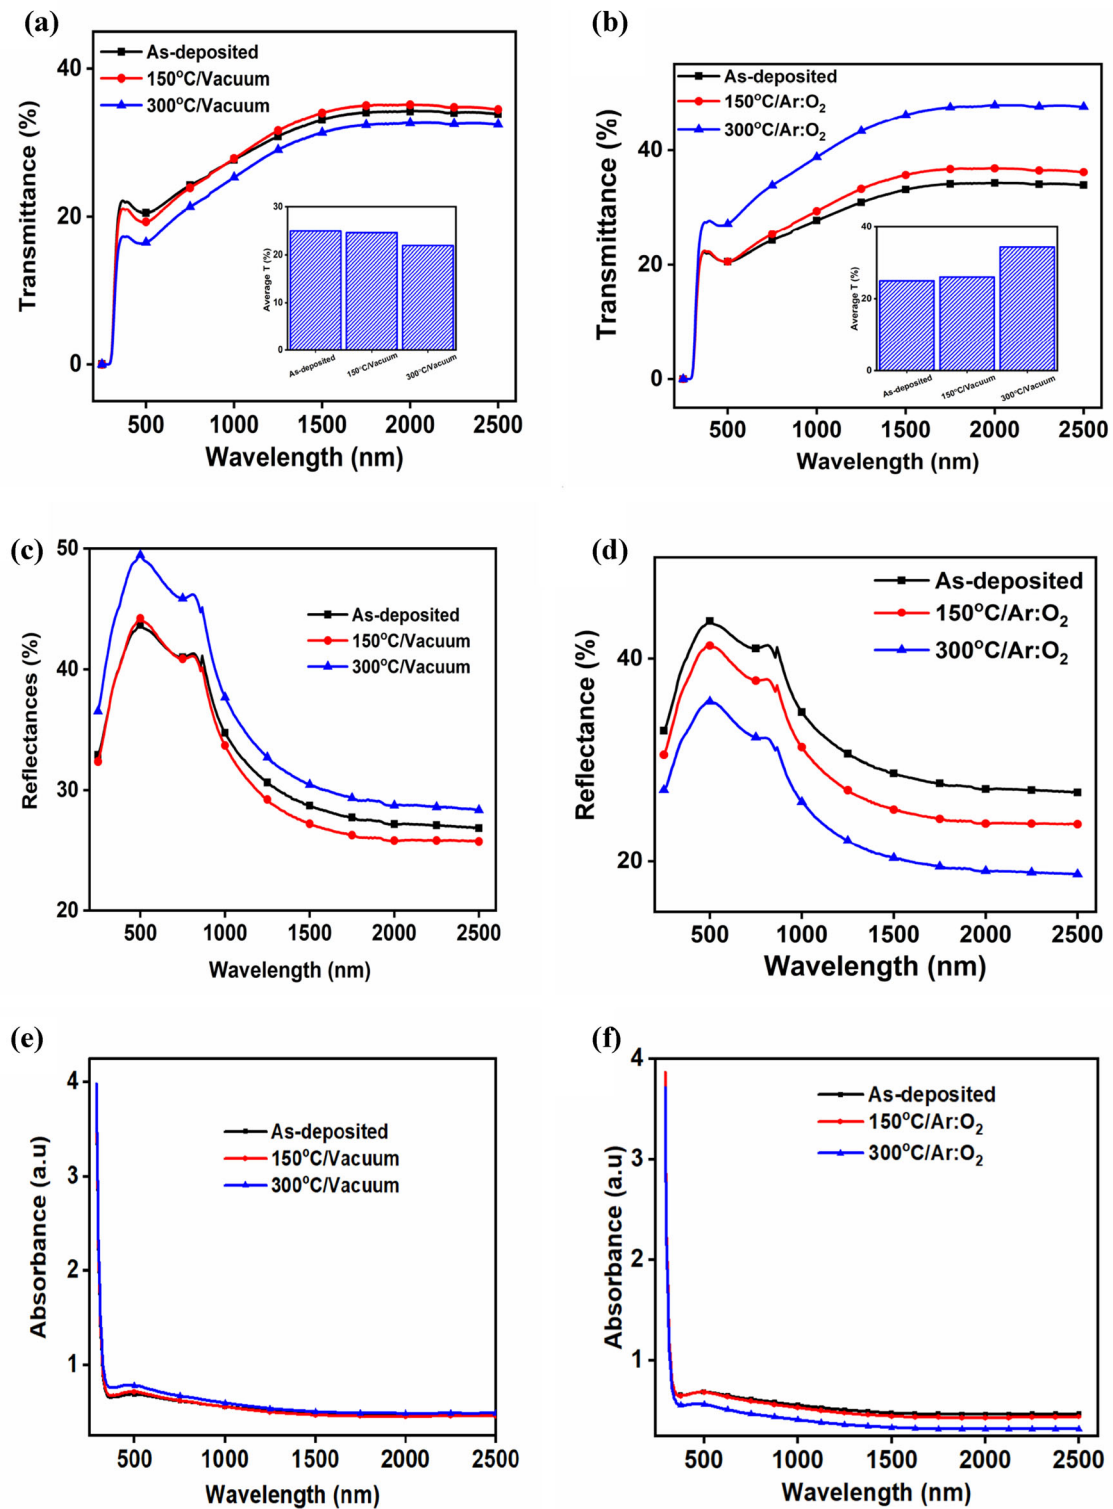 (a)
As-deposited
150°C/Vacuum
300°C/Vacuum
Transmittance (%)
40
20
0
30
20
10
0
Average T (%)
As-deposited
150°C/Vacuum
300°C/Vacuum
500 1000 1500 2000 2500
Wavelength (nm)
(b)
As-deposited
150°C/Ar:O₂
300°C/Ar:O₂
Transmittance (%)
40
20
0
40
20
0
Average T (%)
As-deposited
150°C/Vacuum
300°C/Vacuum
500 1000 1500 2000 2500
Wavelength (nm)
(c)
50
40
30
20
Reflectances (%)
As-deposited
150°C/Vacuum
300°C/Vacuum
500 1000 1500 2000 2500
Wavelength (nm)
(d)
As-deposited
150°C/Ar:O₂
300°C/Ar:O₂
Reflectance (%)
40
20
500 1000 1500 2000 2500
Wavelength (nm)
(e)
4
3
2
1
Absorbance (a.u)
As-deposited
150°C/Vacuum
300°C/Vacuum
500 1000 1500 2000 2500
Wavelength (nm)
(f)
4
3
2
1
Absorbance (a.u)
As-deposited
150°C/Ar:O₂
300°C/Ar:O₂
500 1000 1500 2000 2500
Wavelength (nm)